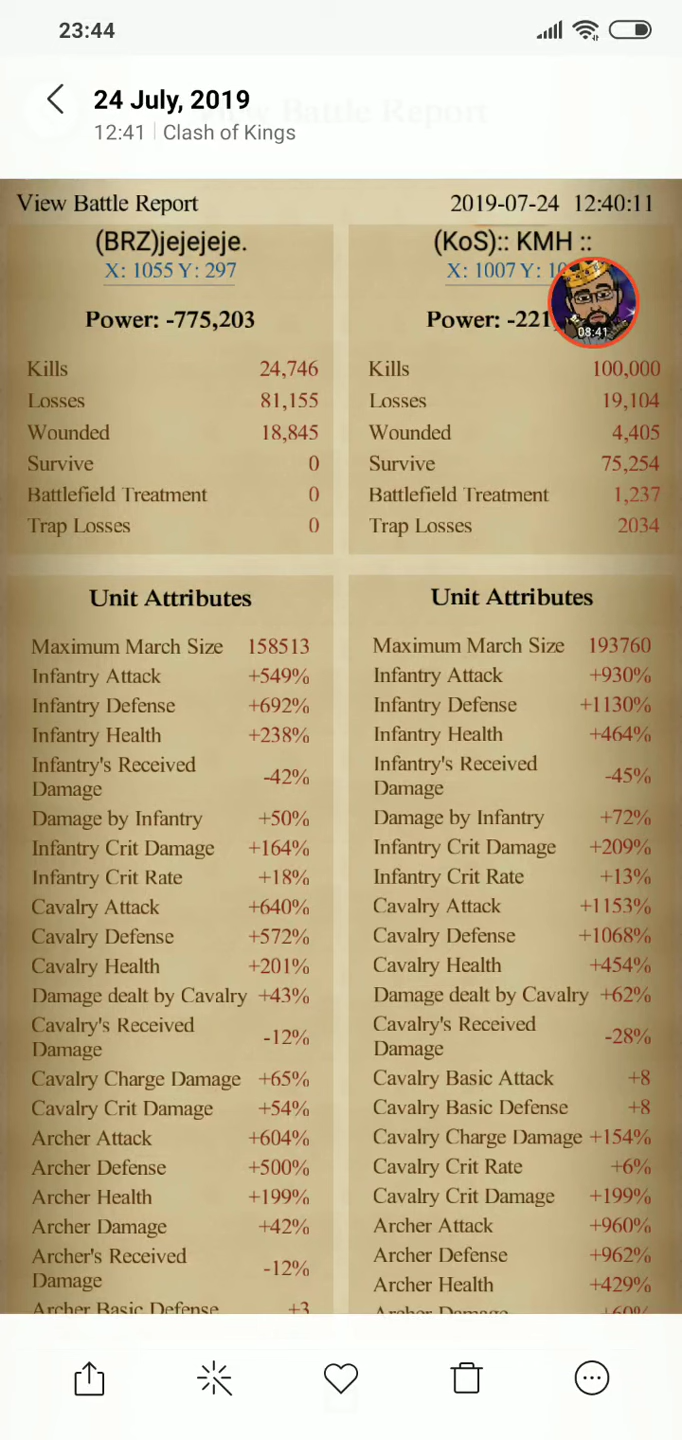 23:44
24 July, 2019
12:41 | Clash of Kings
View Battle Report 2019-07-24 12:40:11
(BRZ)jejejeje.
X: 1055 Y: 297
Power: -775,203
Kills 24,746
Losses 81,155
Wounded 18,845
Survive 0
Battlefield Treatment 0
Trap Losses 0
(KoS):: KMH ::
X: 1007 Y:
08:41
Power: -221
Kills 100,000
Losses 19,104
Wounded 4,405
Survive 75,254
Battlefield Treatment 1,237
Trap Losses 2034
Unit Attributes
Maximum March Size 158513
Infantry Attack +549%
Infantry Defense +692%
Infantry Health +238%
Infantry's Received
Damage -42%
Damage by Infantry +50%
Infantry Crit Damage +164%
Infantry Crit Rate +18%
Cavalry Attack +640%
Cavalry Defense +572%
Cavalry Health +201%
Damage dealt by Cavalry +43%
Cavalry's Received
Damage -12%
Cavalry Charge Damage +65%
Cavalry Crit Damage +54%
Archer Attack +604%
Archer Defense +500%
Archer Health +199%
Archer Damage +42%
Archer's Received
Damage -12%
Archer Basic Defense +3
Unit Attributes
Maximum March Size 193760
Infantry Attack +930%
Infantry Defense +1130%
Infantry Health +464%
Infantry's Received
Damage -45%
Damage by Infantry +72%
Infantry Crit Damage +209%
Infantry Crit Rate +13%
Cavalry Attack +1153%
Cavalry Defense +1068%
Cavalry Health +454%
Damage dealt by Cavalry +62%
Cavalry's Received
Damage -28%
Cavalry Basic Attack +8
Cavalry Basic Defense +8
Cavalry Charge Damage +154%
Cavalry Crit Rate +6%
Cavalry Crit Damage +199%
Archer Attack +960%
Archer Defense +962%
Archer Health +429%
Archer Damage +60%